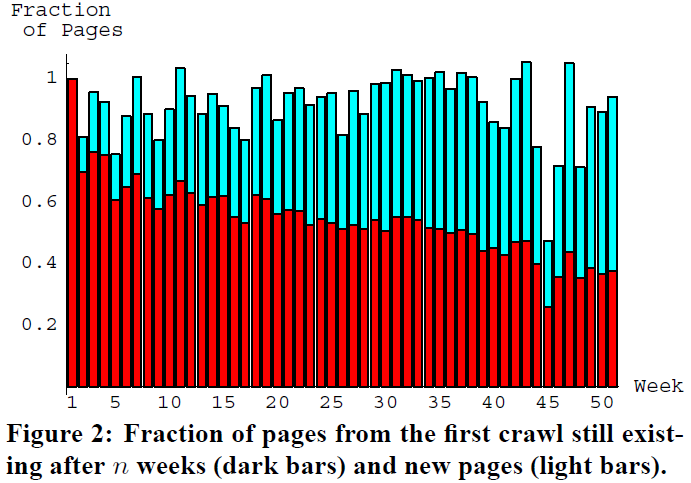 Fraction
of Pages
1
0.8
0.6
0.4
0.2
Week
1 5 10 15 20 25 30 35 40 45 50
Figure 2: Fraction of pages from the first crawl still exist-
ing after n weeks (dark bars) and new pages (light bars).